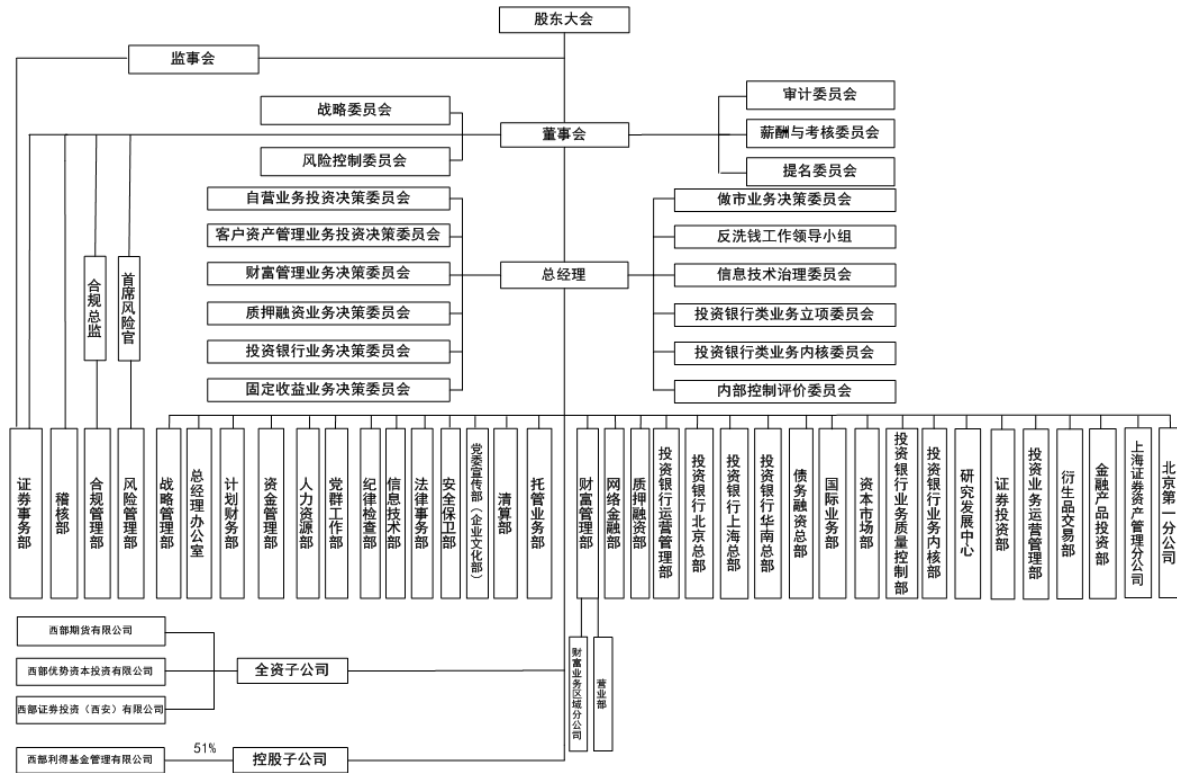 股东大会
监事会
战略委员会
审计委员会
董事会
薪酬与考核委员会
风险控制委员会
提名委员会
自营业务投资决策委员会
做市业务决策委员会
客户资产管理业务投资决策委员会
反洗钱工作领导小组
财富管理业务决策委员会
总经理
信息技术治理委员会
合规总监
首席风险官
质押融资业务决策委员会
投资银行类业务立项委员会
投资银行业务决策委员会
投资银行类业务内核委员会
固定收益业务决策委员会
内部控制评价委员会
证券事务部
稽核部
合规管理部
风险管理部
战略管理部
总经理办公室
计划财务部
资金管理部
人力资源部
党群工作部
纪律检查部
信息技术部
法律事务部
安全保卫部
党委宣传部（企业文化部）
清算部
托管业务部
财富管理部
网络金融部
质押融资部
投资银行运营管理部
投资银行北京总部
投资银行上海总部
投资银行华南总部
债务融资总部
国际业务部
资本市场部
投资银行业务质量控制部
投资银行业务内核部
研究发展中心
证券投资部
投资业务运营管理部
衍生品交易部
金融产品投资部
上海证券资产管理分公司
北京第一分公司
西部期货有限公司
西部优势资本投资有限公司
全资子公司
财富业务区域分公司
营业部
西部证券投资（西安）有限公司
西部利得基金管理有限公司
51%
控股子公司